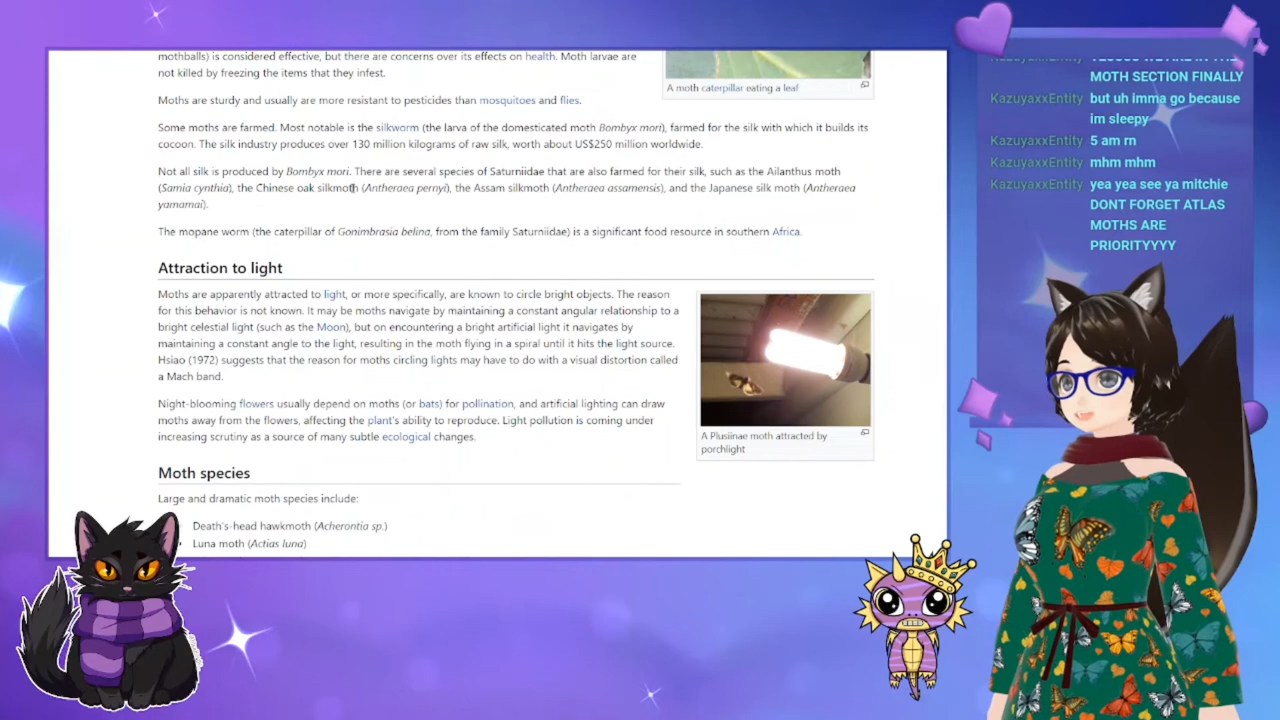 mothballs) is considered effective, but there are concerns over its effects on health. Moth larvae are
not killed by freezing the items that they infest.
A moth caterpillar eating a leaf
Moths are sturdy and usually are more resistant to pesticides than mosquitoes and flies.
Some moths are farmed. Most notable is the silkworm (the larva of the domesticated moth Bombyx mori), farmed for the silk with which it builds its
cocoon. The silk industry produces over 130 million kilograms of raw silk, worth about US$250 million worldwide.
Not all silk is produced by Bombyx mori. There are several species of Saturniidae that are also farmed for their silk, such as the Ailanthus moth
(Samia cynthia), the Chinese oak silkmoth (Antheraea pernyi), the Assam silkmoth (Antheraea assamensis), and the Japanese silk moth (Antheraea
yamamai).
The mopane worm (the caterpillar of Gonimbrasia belina, from the family Saturniidae) is a significant food resource in southern Africa.
Attraction to light
Moths are apparently attracted to light, or more specifically, are known to circle bright objects. The reason
for this behavior is not known. It may be moths navigate by maintaining a constant angular relationship to a
bright celestial light (such as the Moon), but on encountering a bright artificial light it navigates by
maintaining a constant angle to the light, resulting in the moth flying in a spiral until it hits the light source.
Hsiao (1972) suggests that the reason for moths circling lights may have to do with a visual distortion called
a Mach band.
Night-blooming flowers usually depend on moths (or bats) for pollination, and artificial lighting can draw
moths away from the flowers, affecting the plant's ability to reproduce. Light pollution is coming under
increasing scrutiny as a source of many subtle ecological changes.
A Plusiinae moth attracted by
porchlight
Moth species
Large and dramatic moth species include:
Death's-head hawkmoth (Acherontia sp.)
Luna moth (Actias luna)
MOTH SECTION FINALLY
KazuyaxxEntity but uh imma go because
im sleepy
KazuyaxxEntity 5 am rn
KazuyaxxEntity mhm mhm
KazuyaxxEntity yea yea see ya mitchie
DONT FORGET ATLAS
MOTHS ARE
PRIORITYYYY